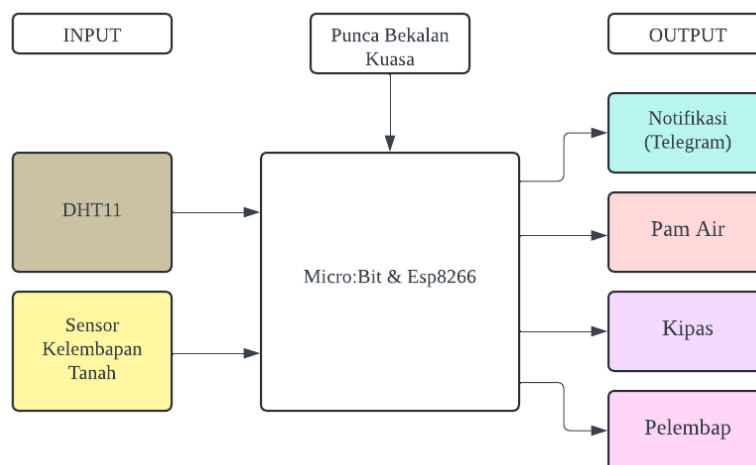 INPUT
Punca Bekalan
Kuasa
OUTPUT
Notifikasi
(Telegram)
DHT11
Pam Air
Micro:Bit & Esp8266
Sensor
Kelembapan
Tanah
Kipas
Pelembap